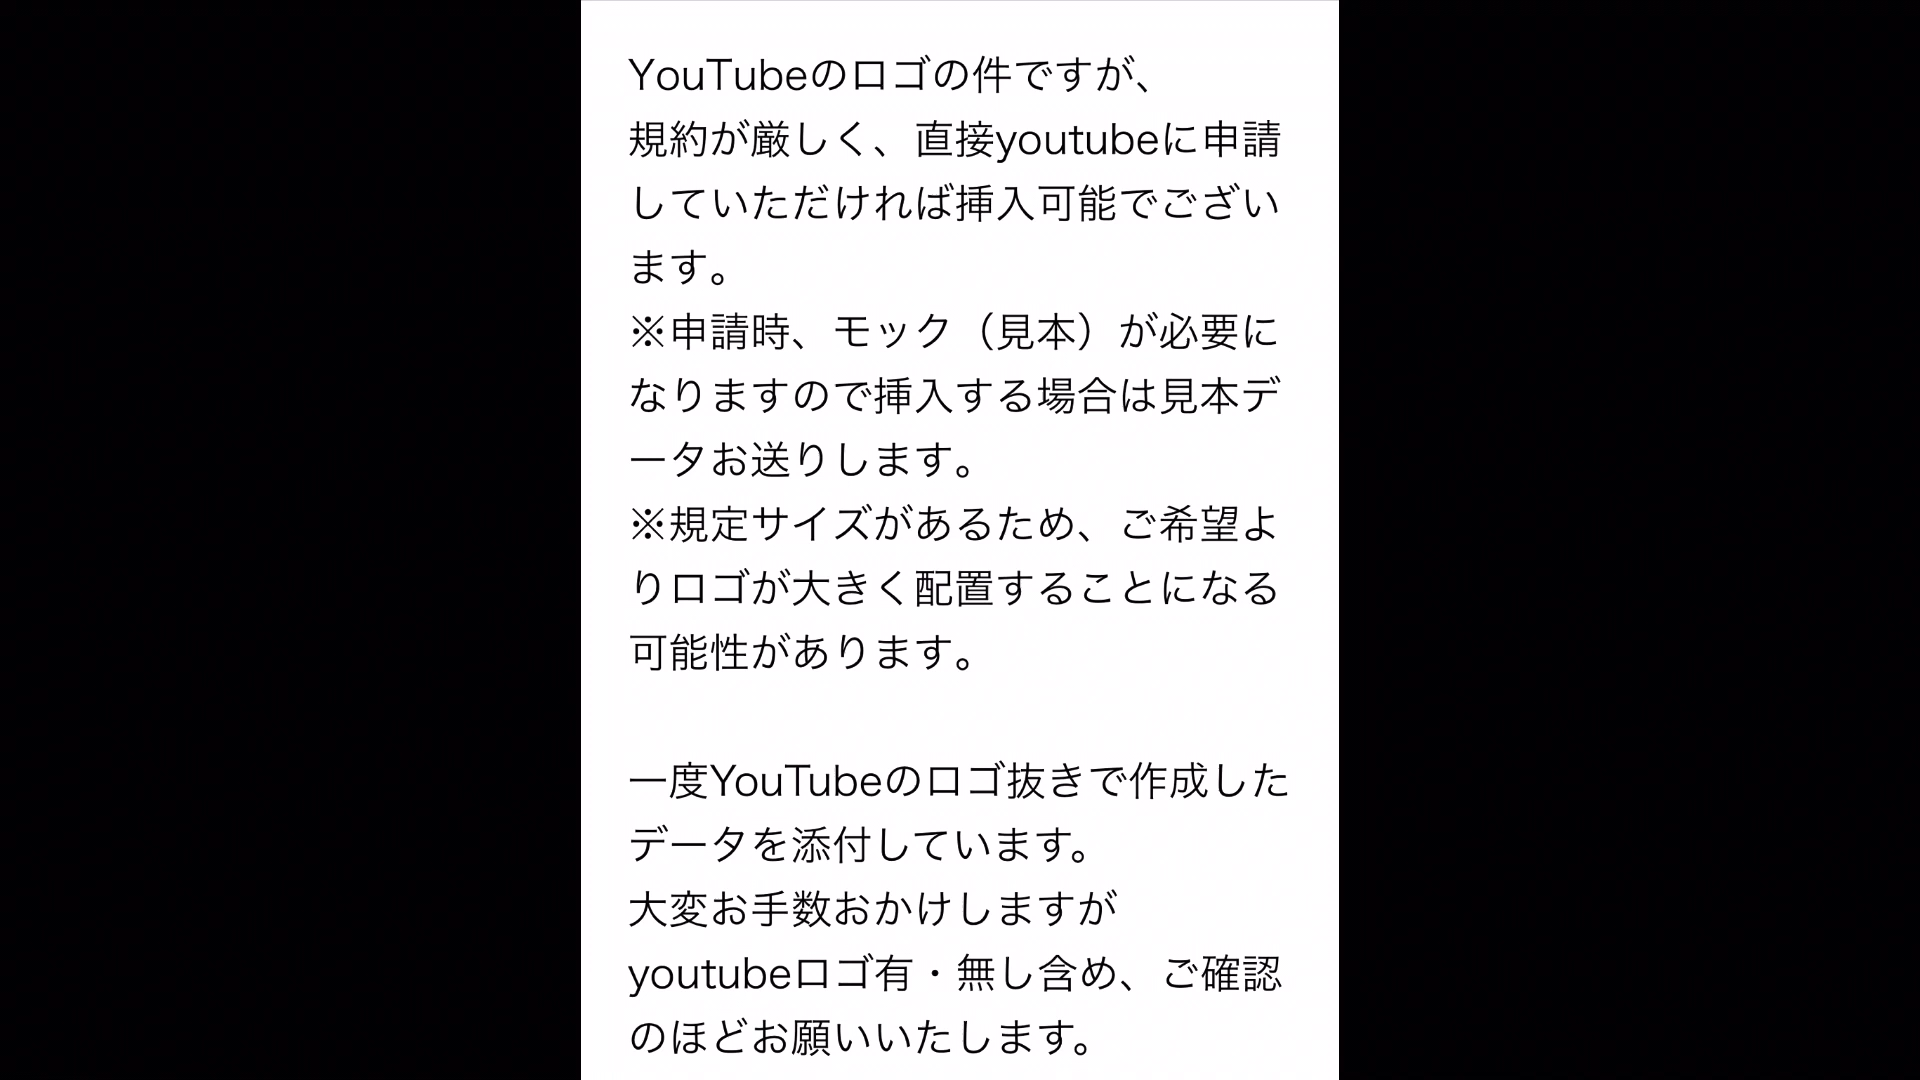 YouTubeのロゴの件ですが、
規約が厳しく、直接youtubeに申請
していただければ挿入可能でござい
ます。
※申請時、モック（見本）が必要に
なりますので挿入する場合は見本デ
ータお送りします。
※規定サイズがあるため、ご希望よ
りロゴが大きく配置することになる
可能性があります。
一度YouTubeのロゴ抜きで作成した
データを添付しています。
大変お手数おかけしますが
youtubeロゴ有・無し含め、ご確認
のほどお願いいたします。